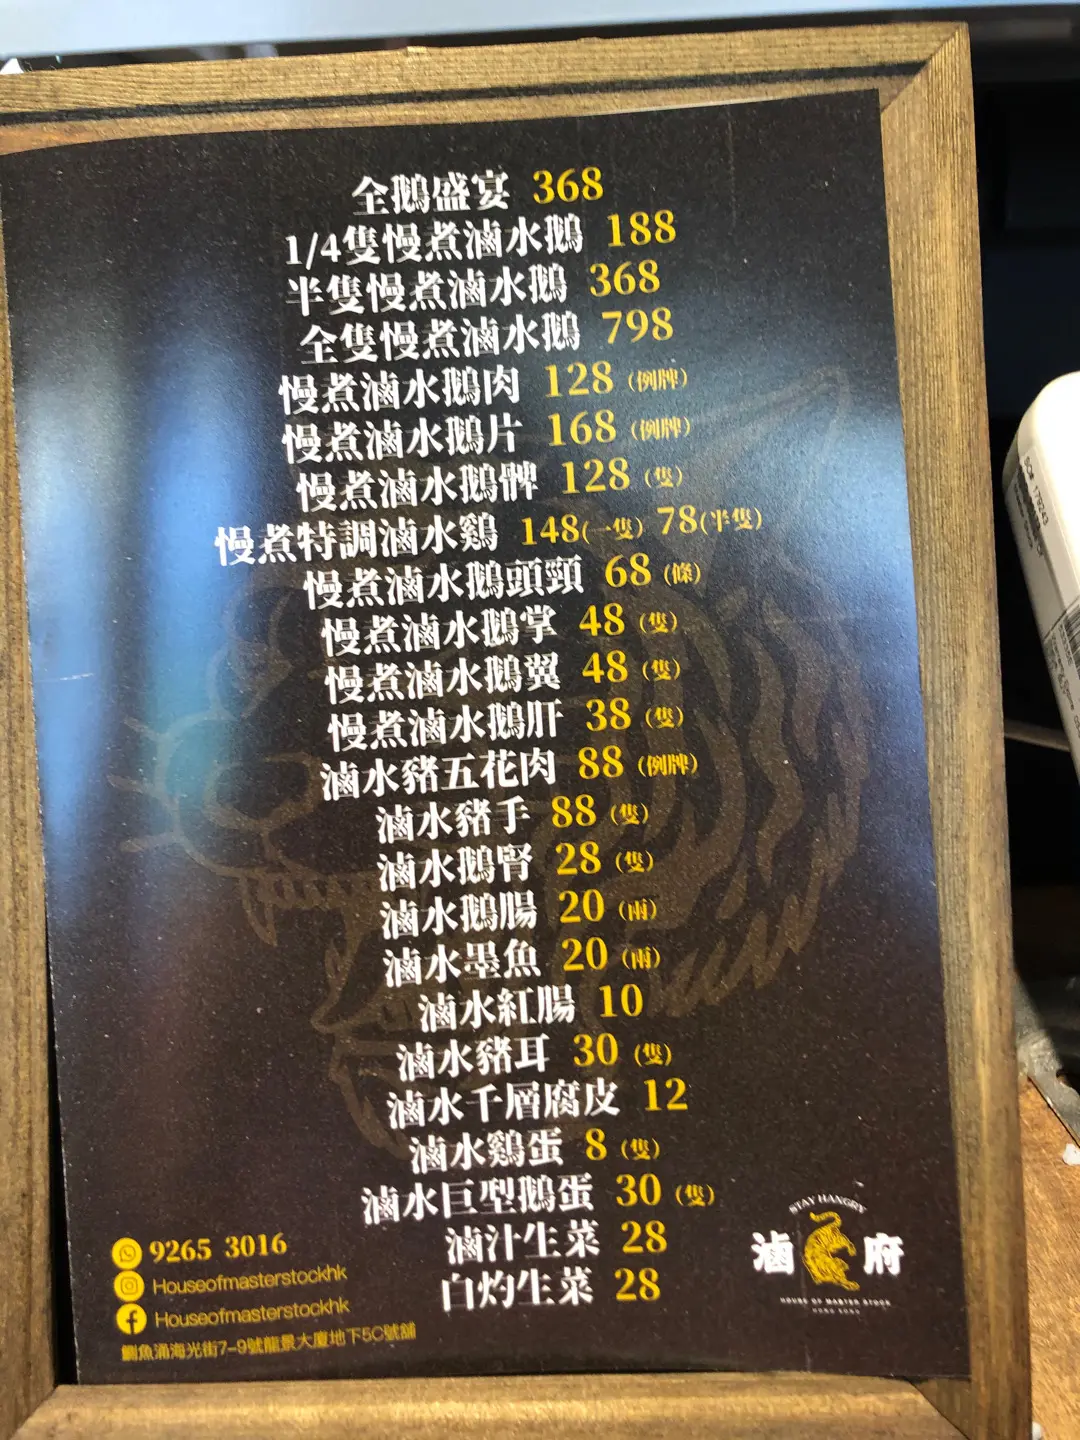 全鵝盛宴 368
1/4隻慢煮滷水鵝 188
半隻慢煮滷水鵝 368
全隻慢煮滷水鵝 798
慢煮滷水鵝肉 128 (例牌)
慢煮滷水鵝片 168 (例牌)
慢煮滷水鵝髀 128 (隻)
慢煮特調滷水鷄 148(一隻) 78(半隻)
慢煮滷水鵝頭頸 68 (條)
慢煮滷水鵝掌 48 (隻)
慢煮滷水鵝翼 48 (隻)
慢煮滷水鵝肝 38 (隻)
滷水豬五花肉 88 (例牌)
滷水豬手 88 (隻)
滷水鵝腎 28 (隻)
滷水鵝腸 20 (兩)
滷水墨魚 20 (兩)
滷水紅腸 10
滷水豬耳 30 (隻)
滷水千層腐皮 12
滷水鷄蛋 8 (隻)
滷水巨型鵝蛋 30 (隻)
滷汁生菜 28
白灼生菜 28
9265 3016
Houseofmasterstockhk
Houseofmasterstockhk
鰂魚涌海光街7-9號龍景大廈地下5C號舖
STAY HANGRY
滷府
HOUSE OF MASTER STOCK
HONG KONG